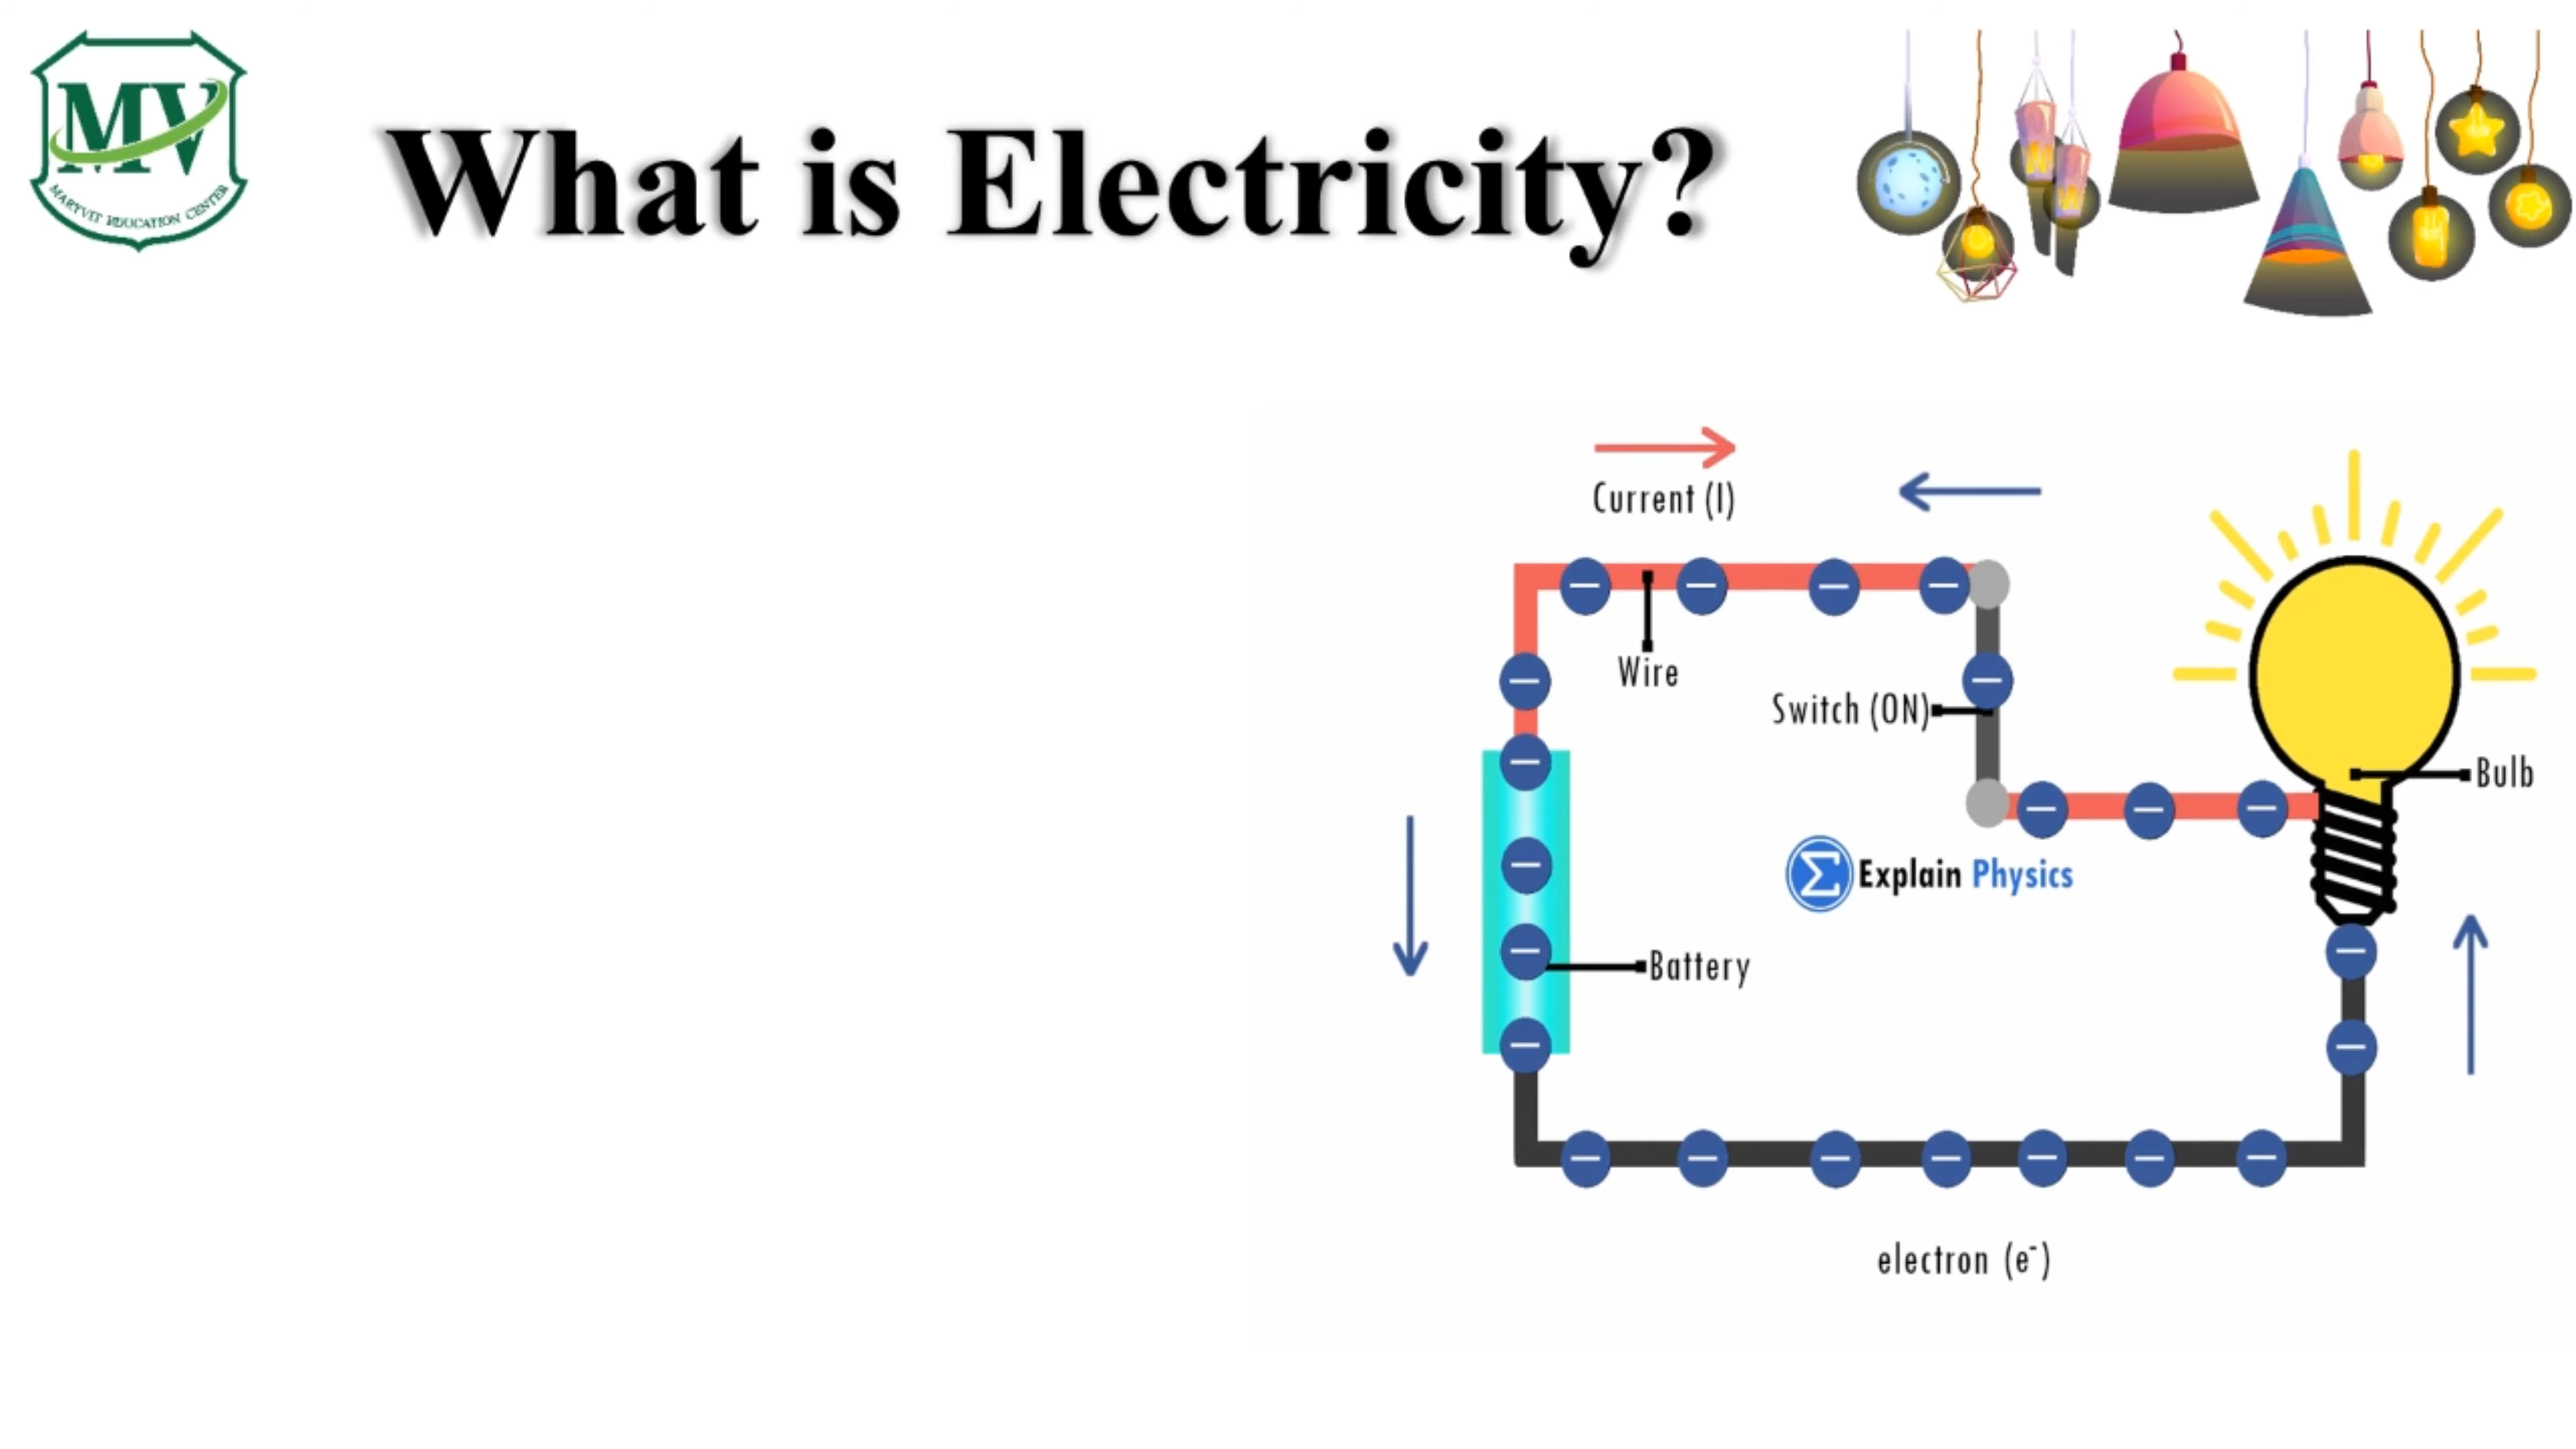 MV
MARYVIT EDUCATION CENTER
What is Electricity?
Current (I)
Wire
Switch (ON)
Bulb
Σ Explain Physics
Battery
electron (e⁻)